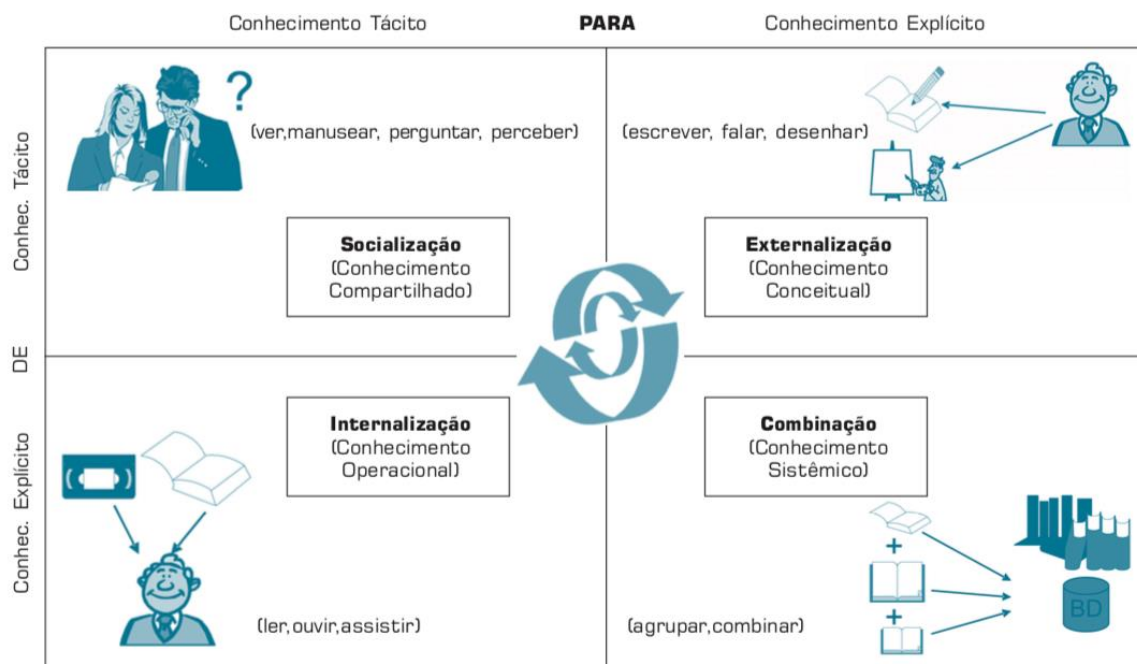 Conhecimento Tácito PARA Conhecimento Explícito
Conhec. Tácito
?
(ver,manusear, perguntar, perceber)
(escrever, falar, desenhar)
Socialização
(Conhecimento
Compartilhado)
Externalização
(Conhecimento
Conceitual)
DE
Conhec. Explícito
Internalização
(Conhecimento
Operacional)
Combinação
(Conhecimento
Sistêmico)
+
+
BD
(ler,ouvir,assistir)
(agrupar,combinar)